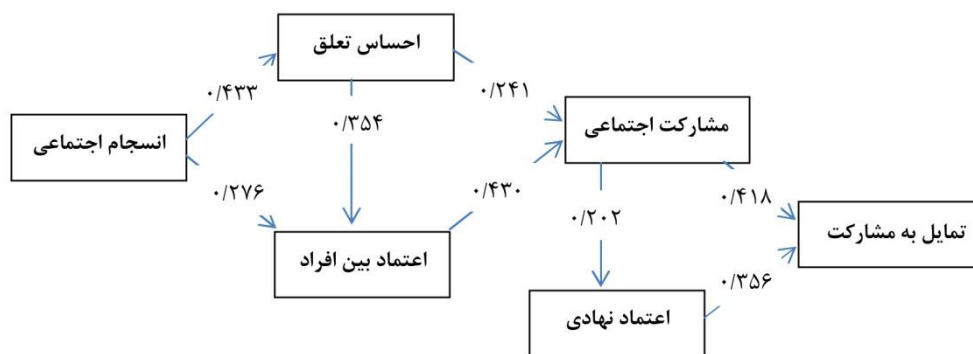 احساس تعلق
۰/۴۳۳
۰/۲۴۱
۰/۳۵۴
مشارکت اجتماعی
انسجام اجتماعی
۰/۲۷۶
۰/۴۳۰
۰/۴۱۸
۰/۲۰۲
تمایل به مشارکت
اعتماد بین افراد
۰/۳۵۶
اعتماد نهادی